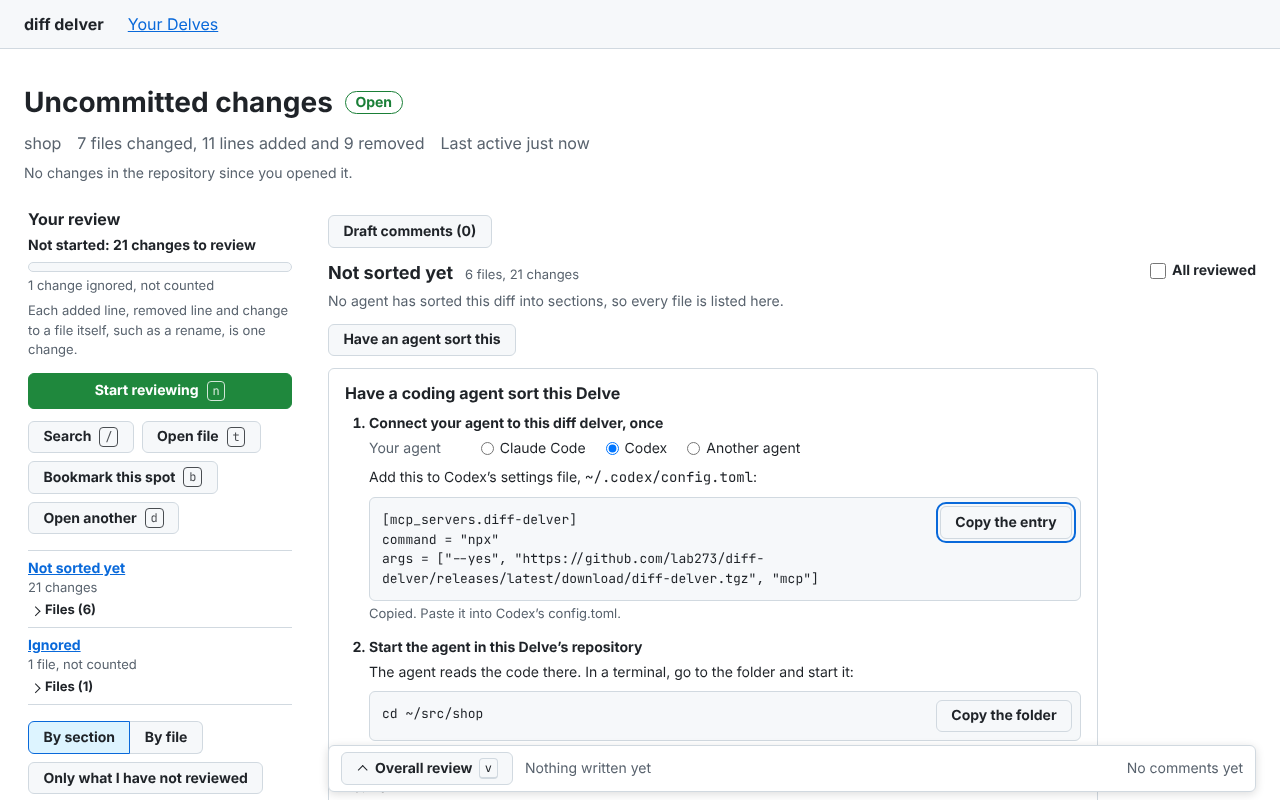 diff delver Your Delves
Uncommitted changes Open
shop 7 files changed, 11 lines added and 9 removed Last active just now
No changes in the repository since you opened it.
Your review
Not started: 21 changes to review
1 change ignored, not counted
Each added line, removed line and change
to a file itself, such as a rename, is one
change.
Start reviewing n
Search /
Open file t
Bookmark this spot b
Open another d
Not sorted yet
21 changes
Files (6)
Ignored
1 file, not counted
Files (1)
By section By file
Only what I have not reviewed
Draft comments (0)
Not sorted yet 6 files, 21 changes
All reviewed
No agent has sorted this diff into sections, so every file is listed here.
Have an agent sort this
Have a coding agent sort this Delve
1. Connect your agent to this diff delver, once
Your agent Claude Code Codex Another agent
Add this to Codex’s settings file, ~/.codex/config.toml:
[mcp_servers.diff-delver]
command = "npx"
args = ["--yes", "https://github.com/lab273/diff-
delver/releases/latest/download/diff-delver.tgz", "mcp"]
Copy the entry
Copied. Paste it into Codex’s config.toml.
2. Start the agent in this Delve’s repository
The agent reads the code there. In a terminal, go to the folder and start it:
cd ~/src/shop
Copy the folder
Overall review v Nothing written yet No comments yet